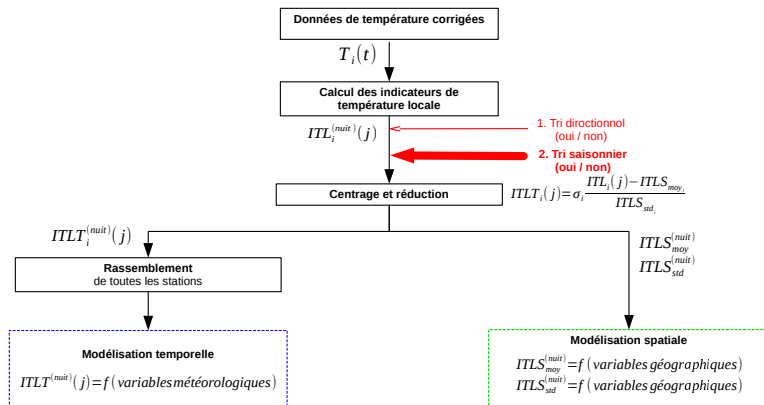 Données de température corrigées
T_i(t)
Calcul des indicateurs de
température locale
ITL_i^(nuit)(j)
1. Tri diroctionnol
(oui / non)
2. Tri saisonnier
(oui / non)
Centrage et réduction
ITLT_i(j)=σ_i (ITL_i(j)−ITLS_moy_i)/ITLS_std_i
ITLT_i^(nuit)(j)
ITLS_moy^(nuit)
ITLS_std^(nuit)
Rassemblement
de toutes les stations
Modélisation temporelle
ITLT^(nuit)(j)=f(variables météorologiques)
Modélisation spatiale
ITLS_moy^(nuit)=f(variables géographiques)
ITLS_std^(nuit)=f(variables géographiques)